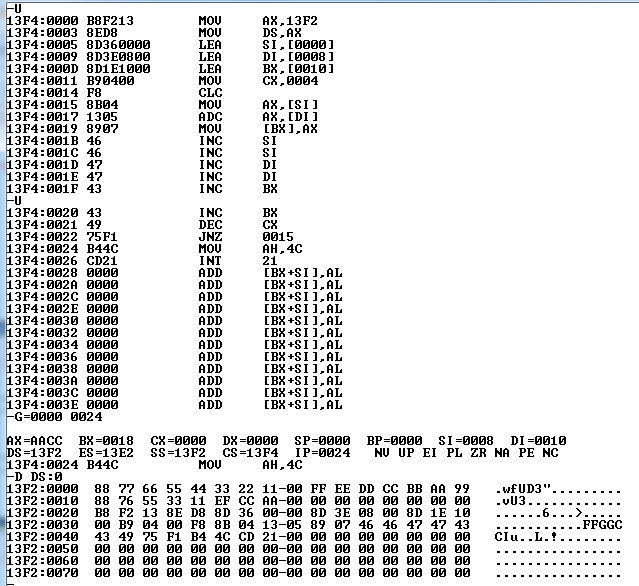 -U
13F4:0000 B8F213 MOV AX,13F2
13F4:0003 8ED8 MOV DS,AX
13F4:0005 8D360000 LEA SI,[0000]
13F4:0009 8D3E0800 LEA DI,[0008]
13F4:000D 8D1E1000 LEA BX,[0010]
13F4:0011 B90400 MOV CX,0004
13F4:0014 F8 CLC
13F4:0015 8B04 MOV AX,[SI]
13F4:0017 1305 ADC AX,[DI]
13F4:0019 8907 MOV [BX],AX
13F4:001B 46 INC SI
13F4:001C 46 INC SI
13F4:001D 47 INC DI
13F4:001E 47 INC DI
13F4:001F 43 INC BX
-U
13F4:0020 43 INC BX
13F4:0021 49 DEC CX
13F4:0022 75F1 JNZ 0015
13F4:0024 B44C MOV AH,4C
13F4:0026 CD21 INT 21
13F4:0028 0000 ADD [BX+SI],AL
13F4:002A 0000 ADD [BX+SI],AL
13F4:002C 0000 ADD [BX+SI],AL
13F4:002E 0000 ADD [BX+SI],AL
13F4:0030 0000 ADD [BX+SI],AL
13F4:0032 0000 ADD [BX+SI],AL
13F4:0034 0000 ADD [BX+SI],AL
13F4:0036 0000 ADD [BX+SI],AL
13F4:0038 0000 ADD [BX+SI],AL
13F4:003A 0000 ADD [BX+SI],AL
13F4:003C 0000 ADD [BX+SI],AL
13F4:003E 0000 ADD [BX+SI],AL
-G=0000 0024
AX=AACC BX=0018 CX=0000 DX=0000 SP=0000 BP=0000 SI=0008 DI=0010
DS=13F2 ES=13E2 SS=13F2 CS=13F4 IP=0024 NV UP EI PL ZR NA PE NC
13F4:0024 B44C MOV AH,4C
-D DS:0
13F2:0000 88 77 66 55 44 33 22 11-00 FF EE DD CC BB AA 99 .wfUD3".........
13F2:0010 88 76 55 33 11 EF CC AA-00 00 00 00 00 00 00 00 .vU3............
13F2:0020 B8 F2 13 8E D8 8D 36 00-00 8D 3E 08 00 8D 1E 10 ......6...>.....
13F2:0030 00 B9 04 00 F8 8B 04 13-05 89 07 46 46 47 47 43 ...........FFGGC
13F2:0040 43 49 75 F1 B4 4C CD 21-00 00 00 00 00 00 00 00 CIu..L.!........
13F2:0050 00 00 00 00 00 00 00 00-00 00 00 00 00 00 00 00 ................
13F2:0060 00 00 00 00 00 00 00 00-00 00 00 00 00 00 00 00 ................
13F2:0070 00 00 00 00 00 00 00 00-00 00 00 00 00 00 00 00 ................